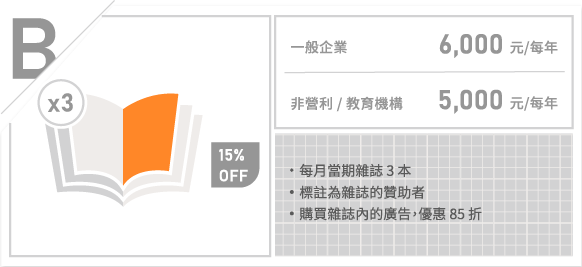 B
x3
15%
OFF
一般企業 6,000 元/每年
非營利 / 教育機構 5,000 元/每年
・每月當期雜誌 3 本
・標註為雜誌的贊助者
・購買雜誌內的廣告，優惠 85 折